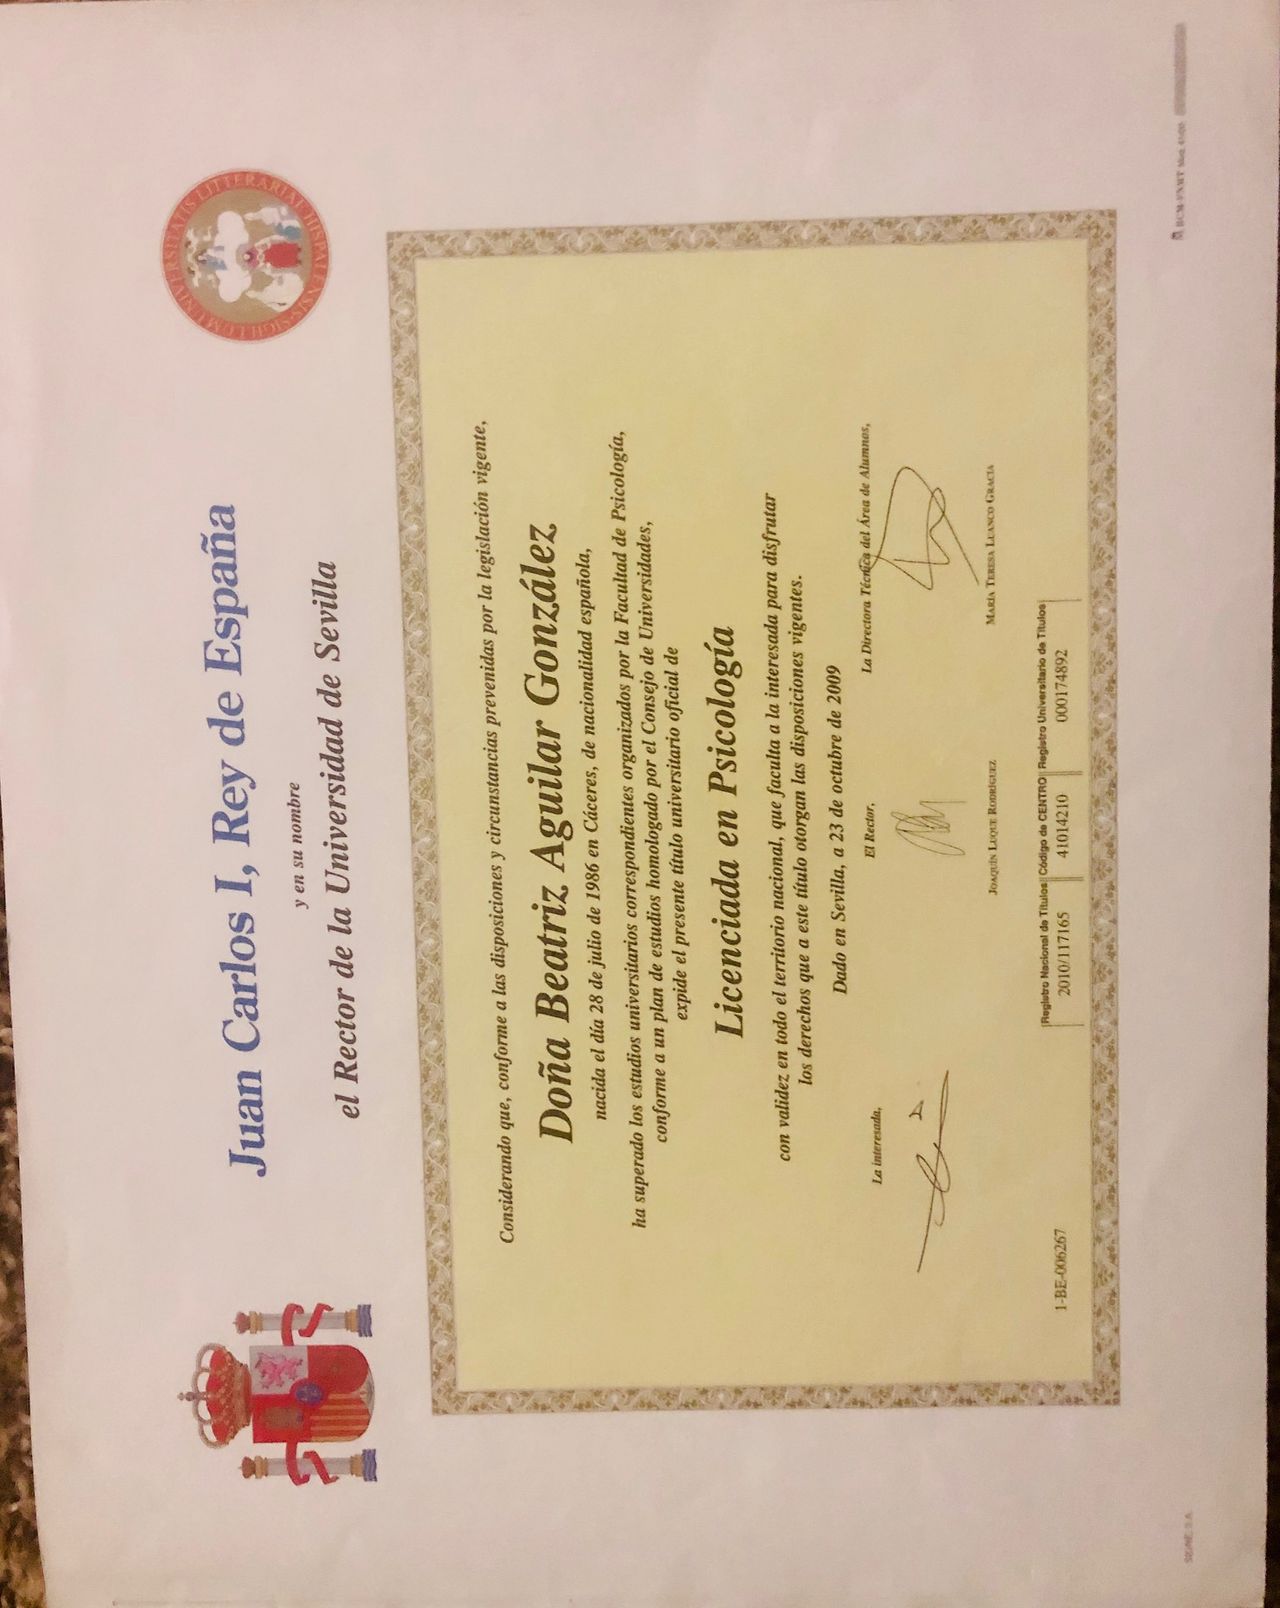 Juan Carlos I, Rey de España
y en su nombre
el Rector de la Universidad de Sevilla
SIGILLUM UNIVERSITATIS LITTERARIAE HISPALENSIS
Considerando que, conforme a las disposiciones y circunstancias prevenidas por la legislación vigente,
Doña Beatriz Aguilar González
nacida el día 28 de julio de 1986 en Cáceres, de nacionalidad española,
ha superado los estudios universitarios correspondientes organizados por la Facultad de Psicología,
conforme a un plan de estudios homologado por el Consejo de Universidades,
expide el presente título universitario oficial de
Licenciada en Psicología
con validez en todo el territorio nacional, que faculta a la interesada para disfrutar
los derechos que a este título otorgan las disposiciones vigentes.
Dado en Sevilla, a 23 de octubre de 2009
La interesada,
El Rector,
La Directora Técnica del Área de Alumnos,
JOAQUÍN LUQUE RODRÍGUEZ
MARÍA TERESA LUANCO GRACIA
1-BE-006267
Registro Nacional de Títulos
2010/117165
Código de CENTRO
41014210
Registro Universitario de Títulos
000174892
SIGNE, S.A.